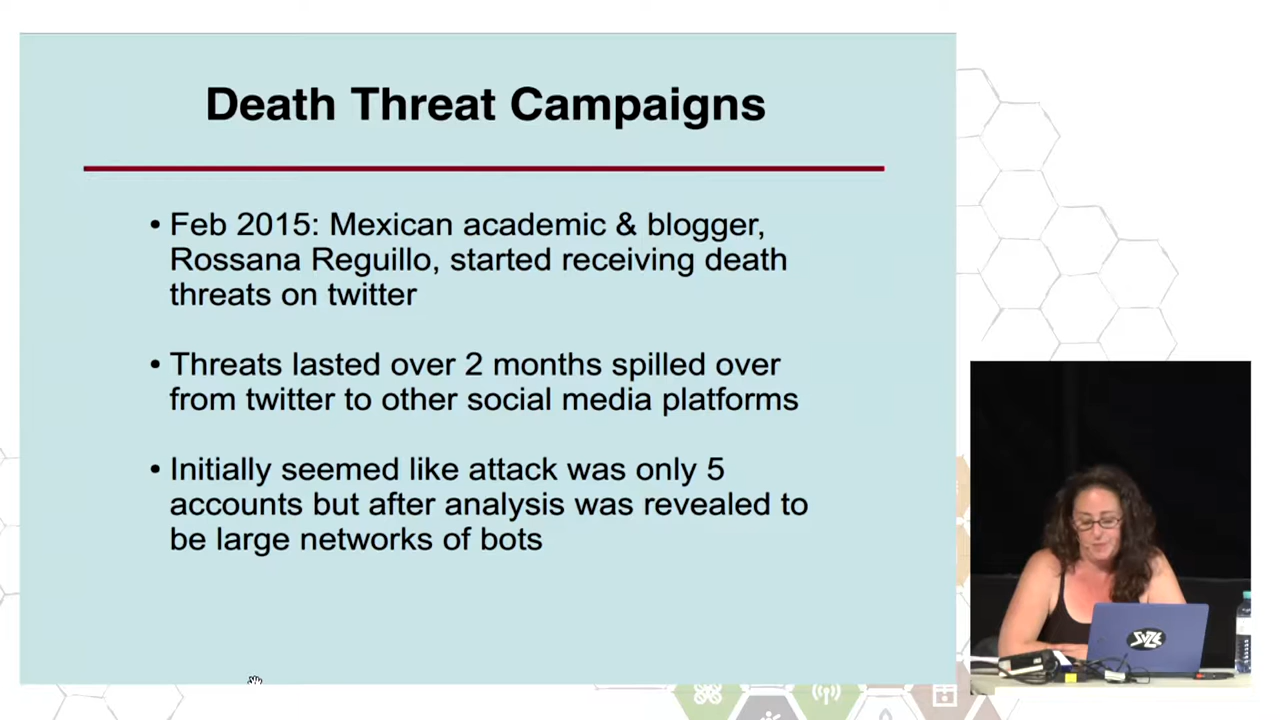 Death Threat Campaigns
• Feb 2015: Mexican academic & blogger,
Rossana Reguillo, started receiving death
threats on twitter
• Threats lasted over 2 months spilled over
from twitter to other social media platforms
• Initially seemed like attack was only 5
accounts but after analysis was revealed to
be large networks of bots